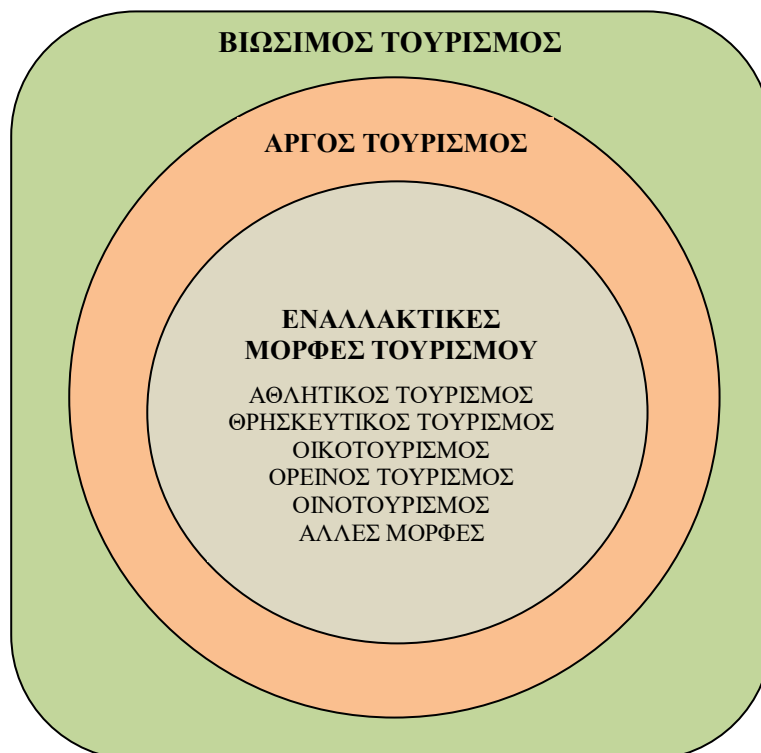 ΒΙΩΣΙΜΟΣ ΤΟΥΡΙΣΜΟΣ
ΑΡΓΟΣ ΤΟΥΡΙΣΜΟΣ
ΕΝΑΛΛΑΚΤΙΚΕΣ
ΜΟΡΦΕΣ ΤΟΥΡΙΣΜΟΥ
ΑΘΛΗΤΙΚΟΣ ΤΟΥΡΙΣΜΟΣ
ΘΡΗΣΚΕΥΤΙΚΟΣ ΤΟΥΡΙΣΜΟΣ
ΟΙΚΟΤΟΥΡΙΣΜΟΣ
ΟΡΕΙΝΟΣ ΤΟΥΡΙΣΜΟΣ
ΟΙΝΟΤΟΥΡΙΣΜΟΣ
ΑΛΛΕΣ ΜΟΡΦΕΣ